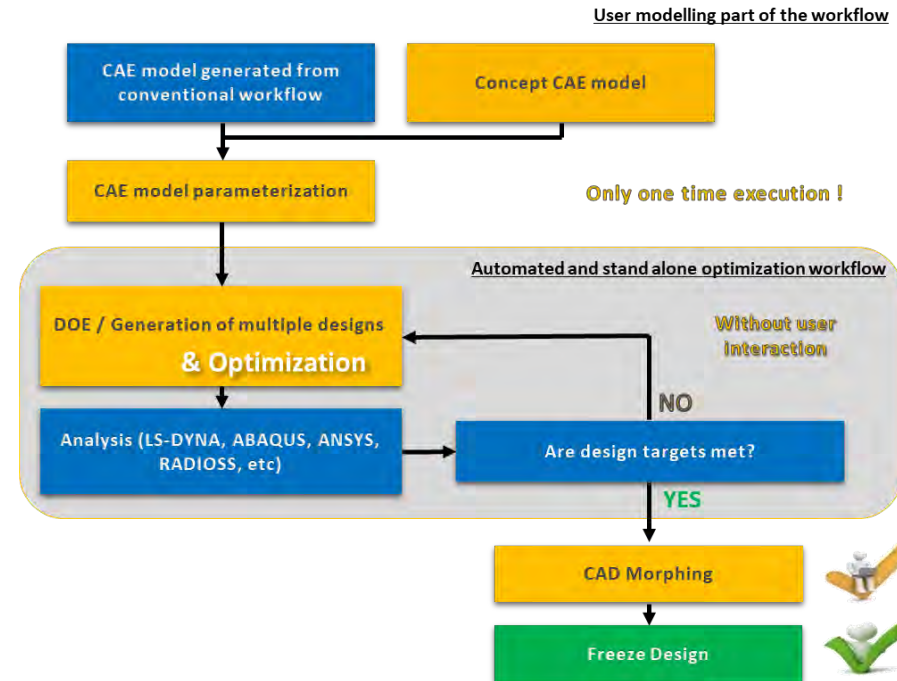 User modelling part of the workflow
CAE model generated from
conventional workflow
Concept CAE model
CAE model parameterization
Only one time execution !
Automated and stand alone optimization workflow
DOE / Generation of multiple designs
& Optimization
Without user
interaction
NO
Analysis (LS-DYNA, ABAQUS, ANSYS,
RADIOSS, etc)
Are design targets met?
YES
CAD Morphing
Freeze Design